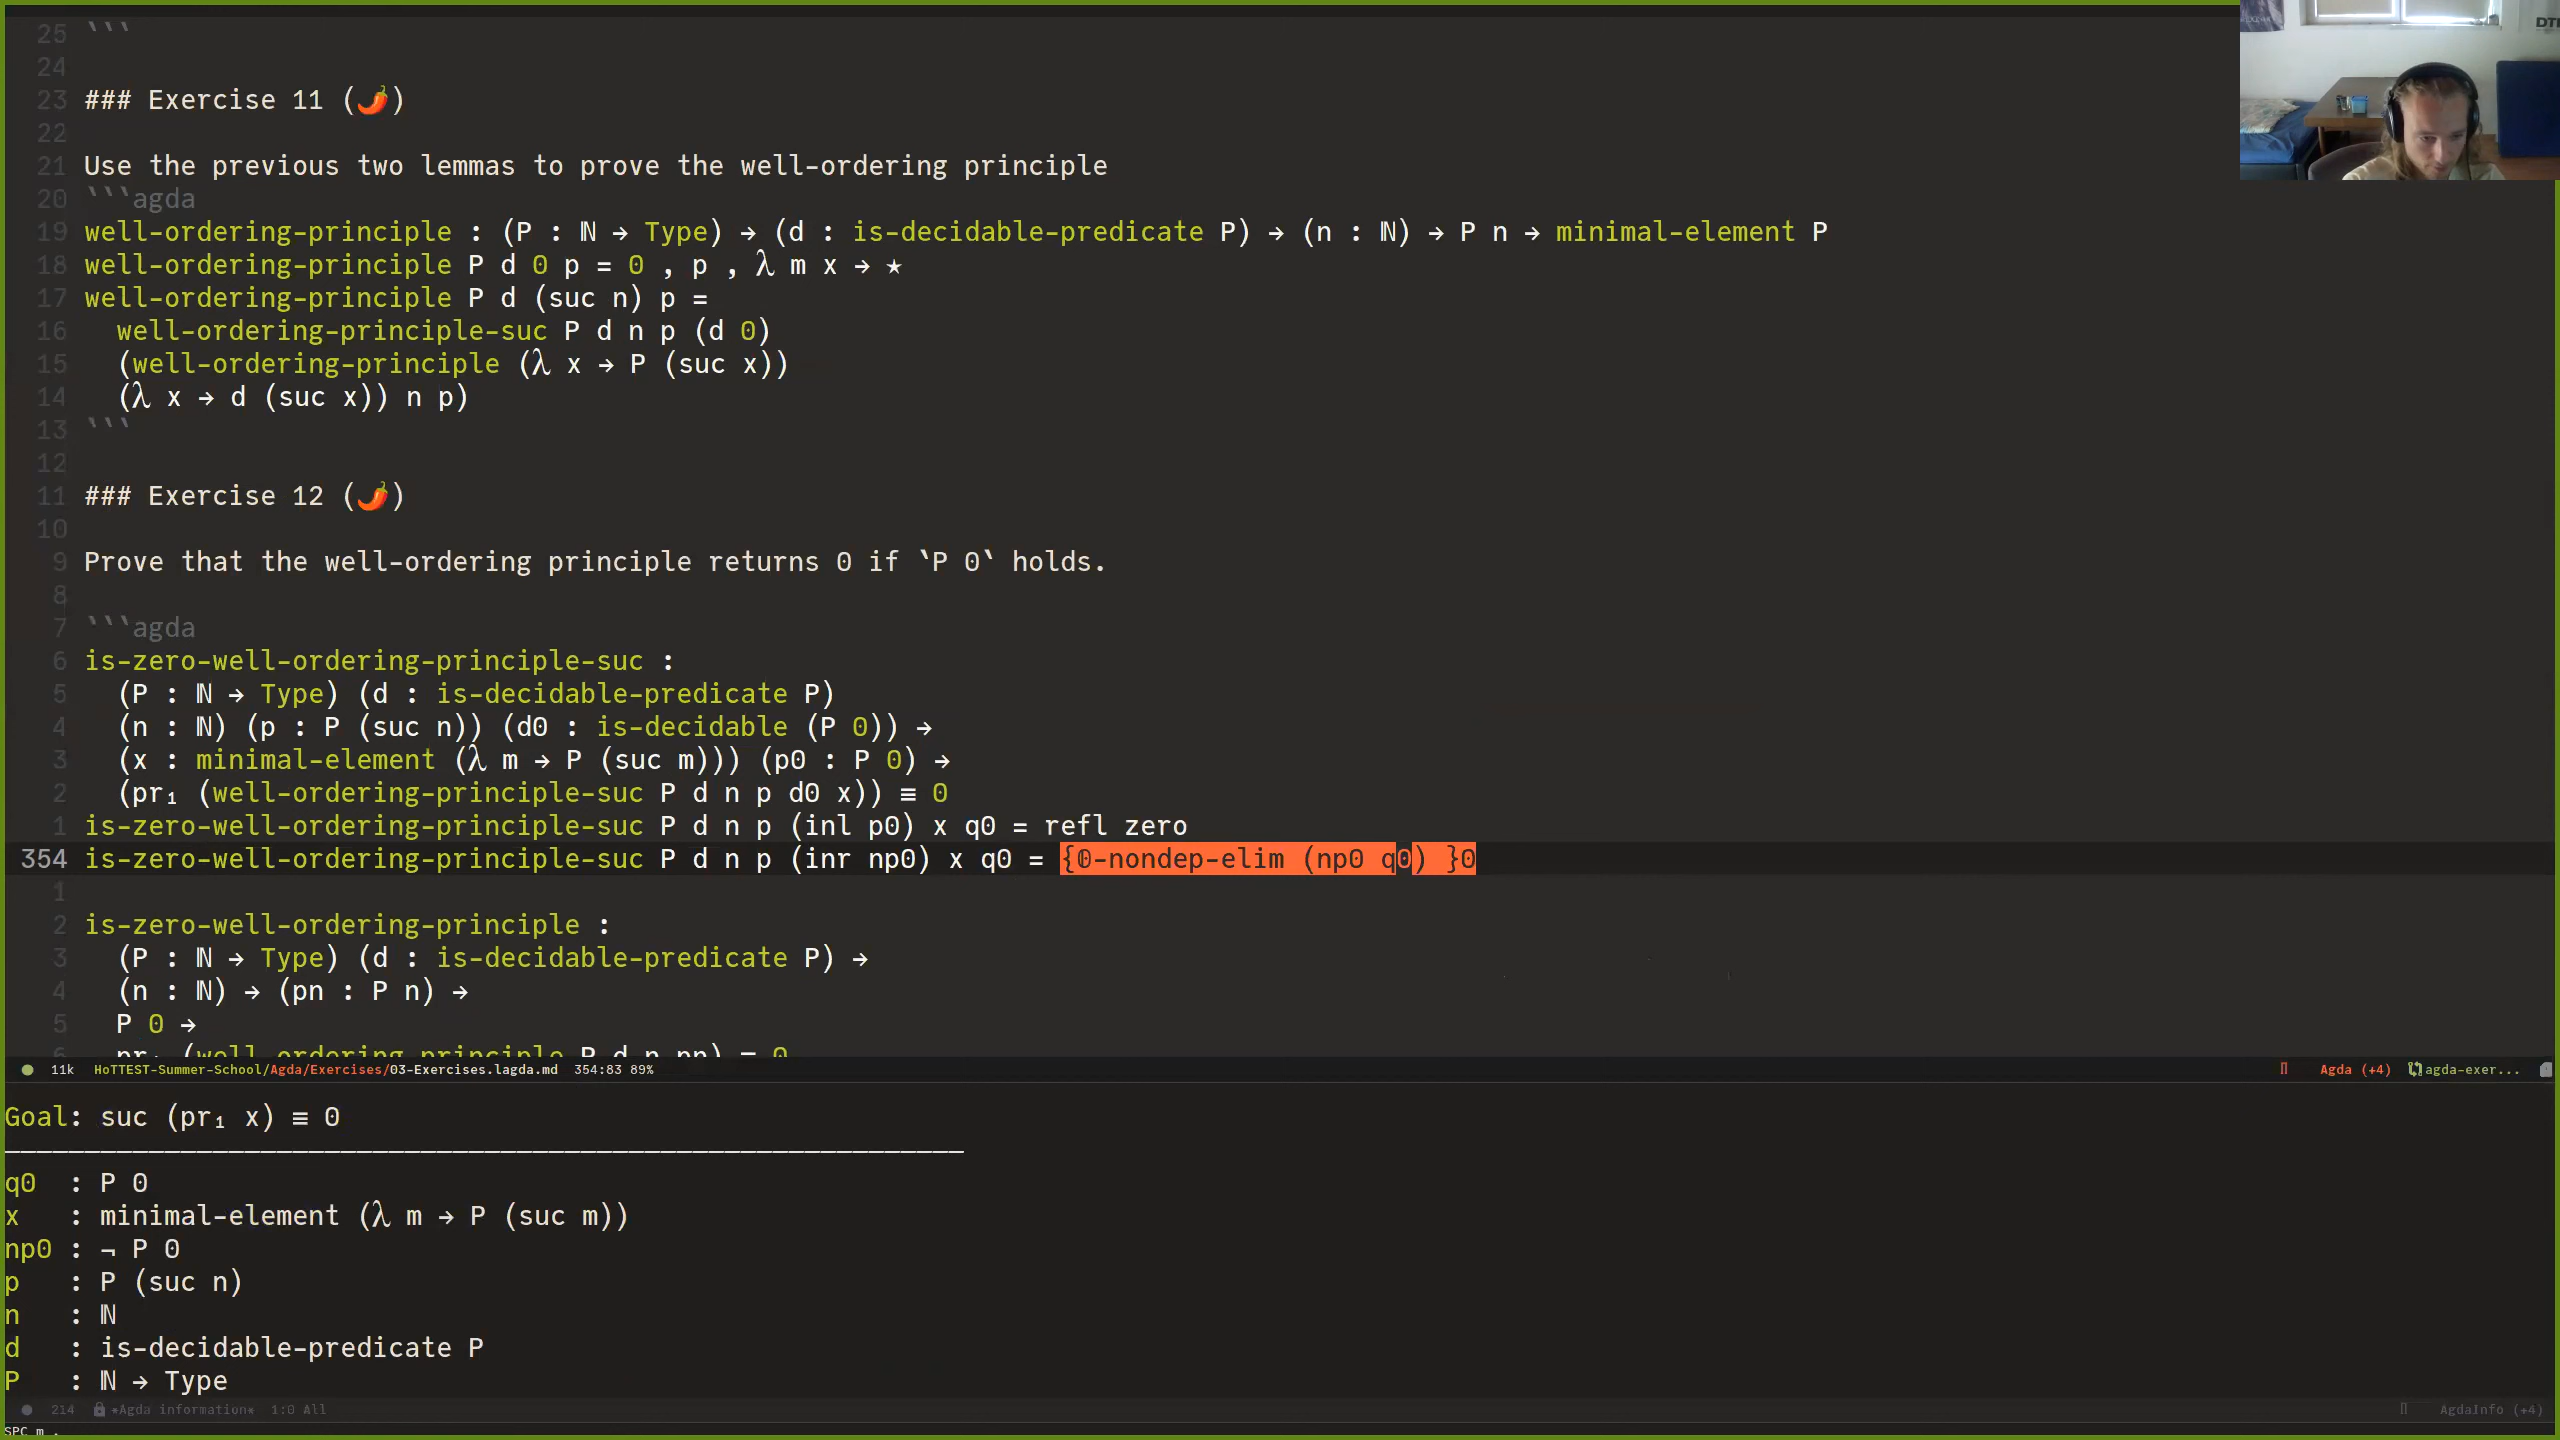 25 ```
24
23 ### Exercise 11 (🌶)
22
21 Use the previous two lemmas to prove the well-ordering principle
20 ```agda
19 well-ordering-principle : (P : ℕ → Type) → (d : is-decidable-predicate P) → (n : ℕ) → P n → minimal-element P
18 well-ordering-principle P d 0 p = 0 , p , λ m x → ⋆
17 well-ordering-principle P d (suc n) p =
16   well-ordering-principle-suc P d n p (d 0)
15   (well-ordering-principle (λ x → P (suc x))
14   (λ x → d (suc x)) n p)
13 ```
12
11 ### Exercise 12 (🌶)
10
9 Prove that the well-ordering principle returns 0 if `P 0` holds.
8
7 ```agda
6 is-zero-well-ordering-principle-suc :
5   (P : ℕ → Type) (d : is-decidable-predicate P)
4   (n : ℕ) (p : P (suc n)) (d0 : is-decidable (P 0)) →
3   (x : minimal-element (λ m → P (suc m))) (p0 : P 0) →
2   (pr₁ (well-ordering-principle-suc P d n p d0 x)) ≡ 0
1 is-zero-well-ordering-principle-suc P d n p (inl p0) x q0 = refl zero
354 is-zero-well-ordering-principle-suc P d n p (inr np0) x q0 = {𝟘-nondep-elim (np0 q0) }0
1
2 is-zero-well-ordering-principle :
3   (P : ℕ → Type) (d : is-decidable-predicate P) →
4   (n : ℕ) → (pn : P n) →
5   P 0 →
6   pr₁ (well-ordering-principle P d n pn) ≡ 0
11k HoTTEST-Summer-School/Agda/Exercises/03-Exercises.lagda.md 354:83 89% Agda (+4) agda-exer...
Goal: suc (pr₁ x) ≡ 0
————————————————————————————————————————————————————————————
q0  : P 0
x   : minimal-element (λ m → P (suc m))
np0 : ¬ P 0
p   : P (suc n)
n   : ℕ
d   : is-decidable-predicate P
P   : ℕ → Type
214 *Agda information* 1:0 All AgdaInfo (+4)
SPC m .